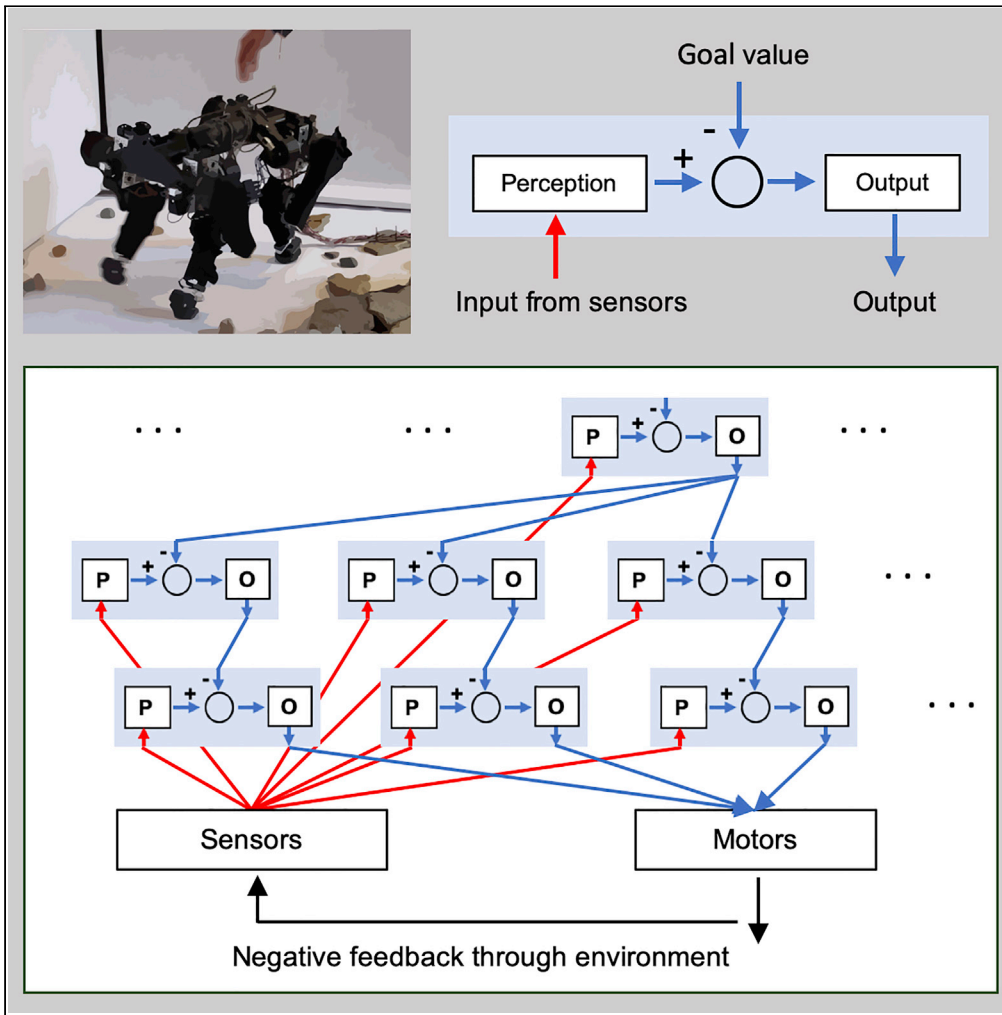 Goal value
-
+
Perception
Output
Input from sensors
Output
. . .
. . .
-
+
P
O
. . .
-
+
P
O
-
+
P
O
-
+
P
O
. . .
-
+
P
O
-
+
P
O
-
+
P
O
. . .
Sensors
Motors
Negative feedback through environment